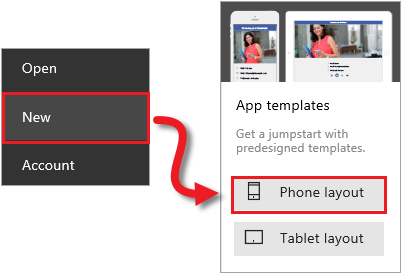 Open
New
Account
App templates
Get a jumpstart with
predesigned templates.
Phone layout
Tablet layout